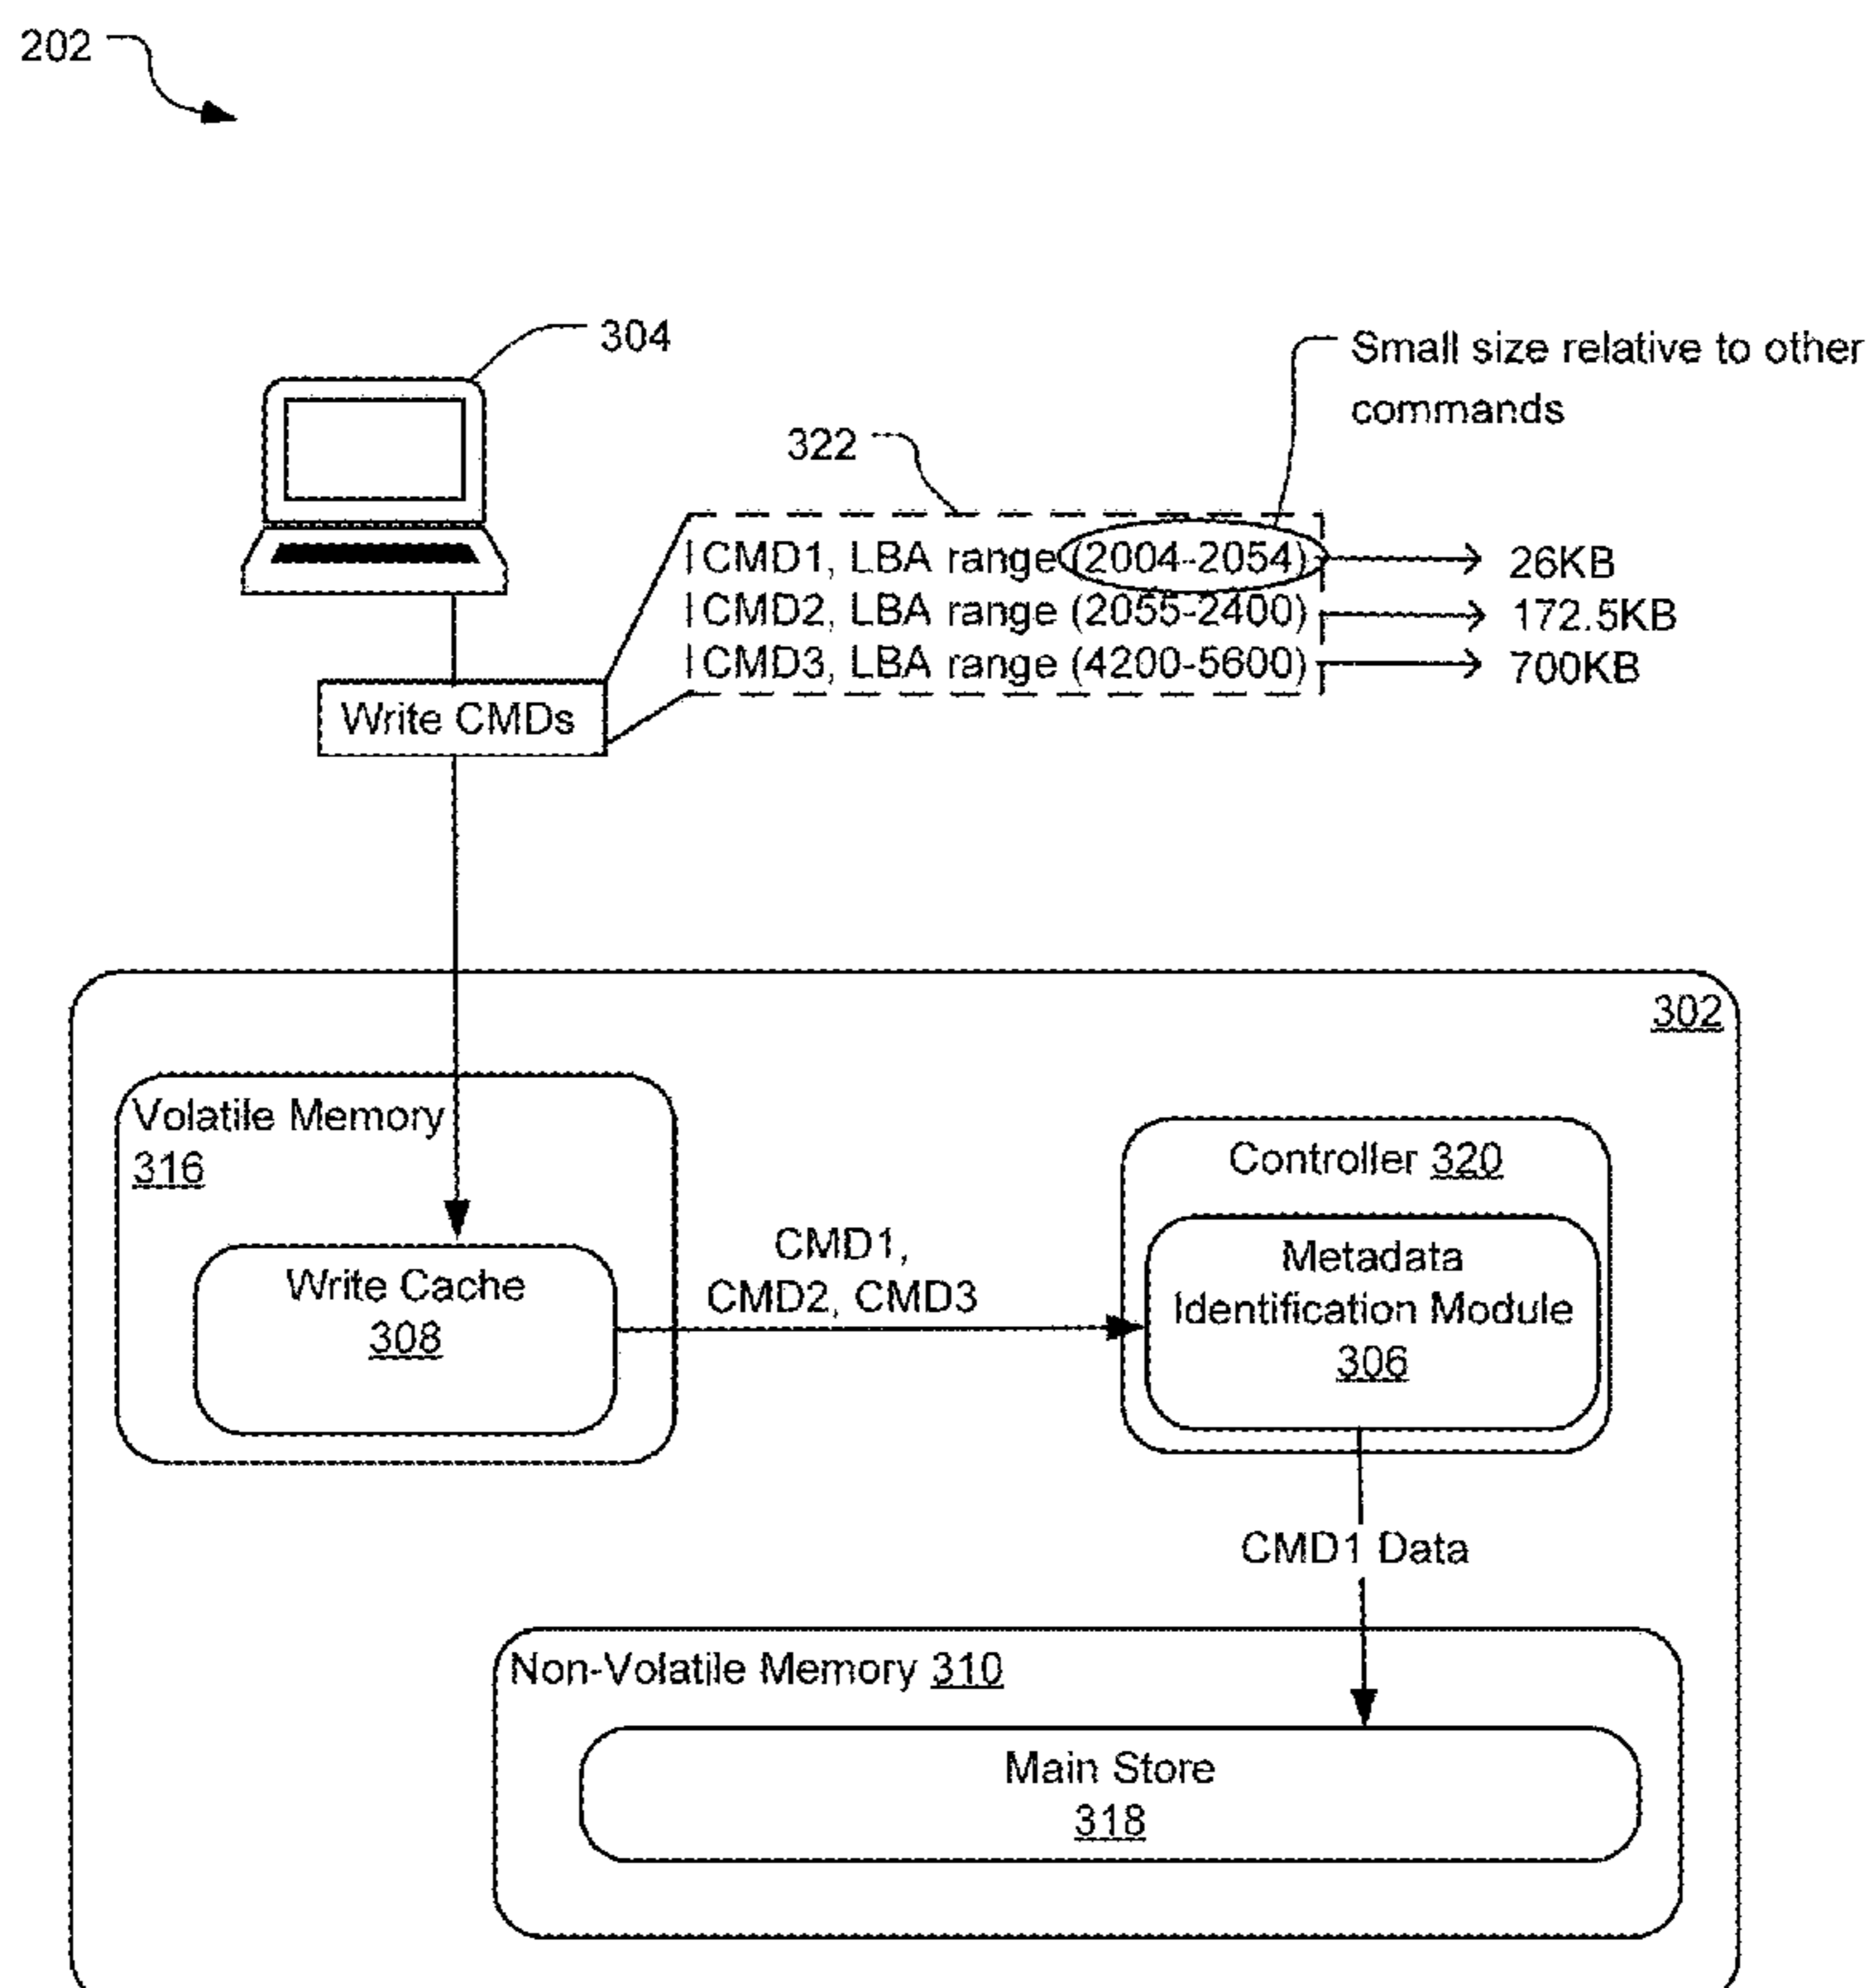 202
304
Small size relative to other
commands
322
CMD1, LBA range (2004-2054)
26KB
CMD2, LBA range (2055-2400)
172.5KB
CMD3, LBA range (4200-5600)
700KB
Write CMDs
302
Volatile Memory
316
Controller 320
CMD1,
CMD2, CMD3
Metadata
Identification Module
306
Write Cache
308
CMD1 Data
Non-Volatile Memory 310
Main Store
318